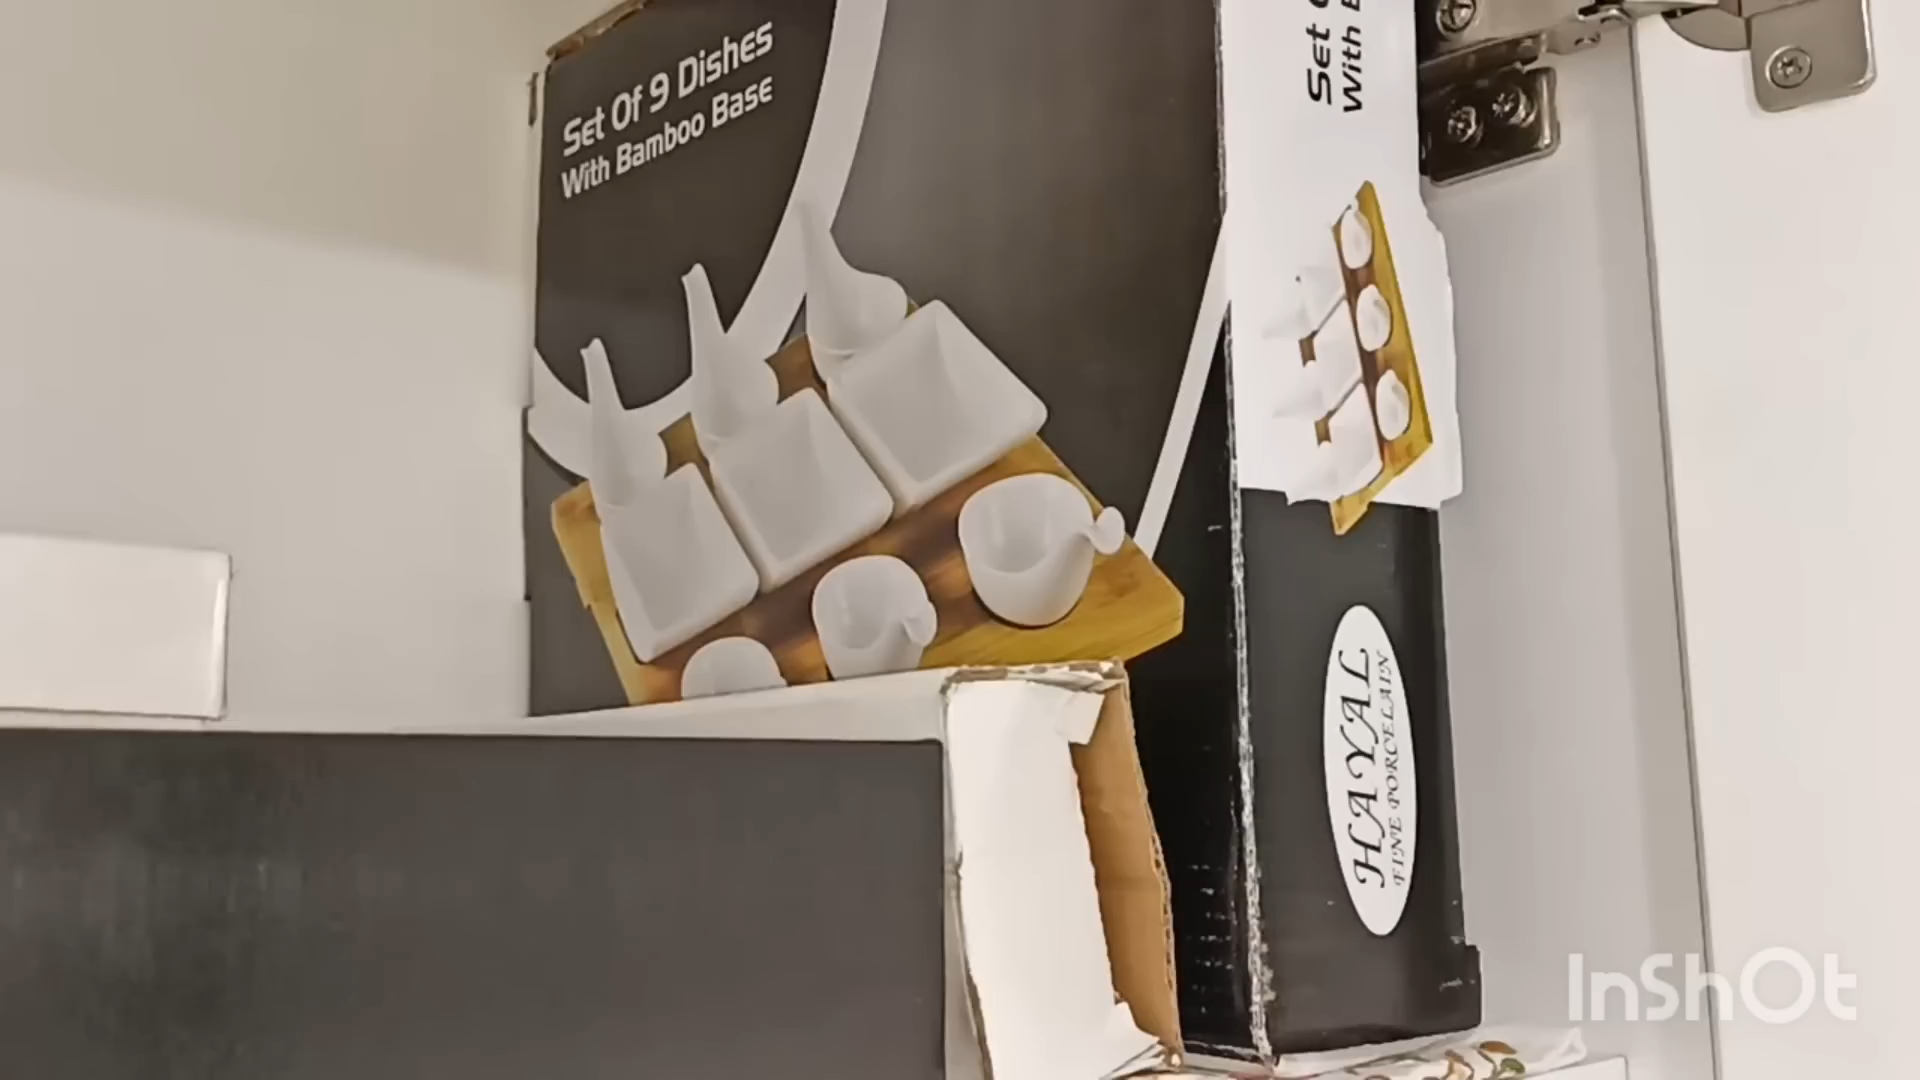 Set Of 9 Dishes
With Bamboo Base
Set
With
HAYAL
FINE PORCELAIN
InShOt